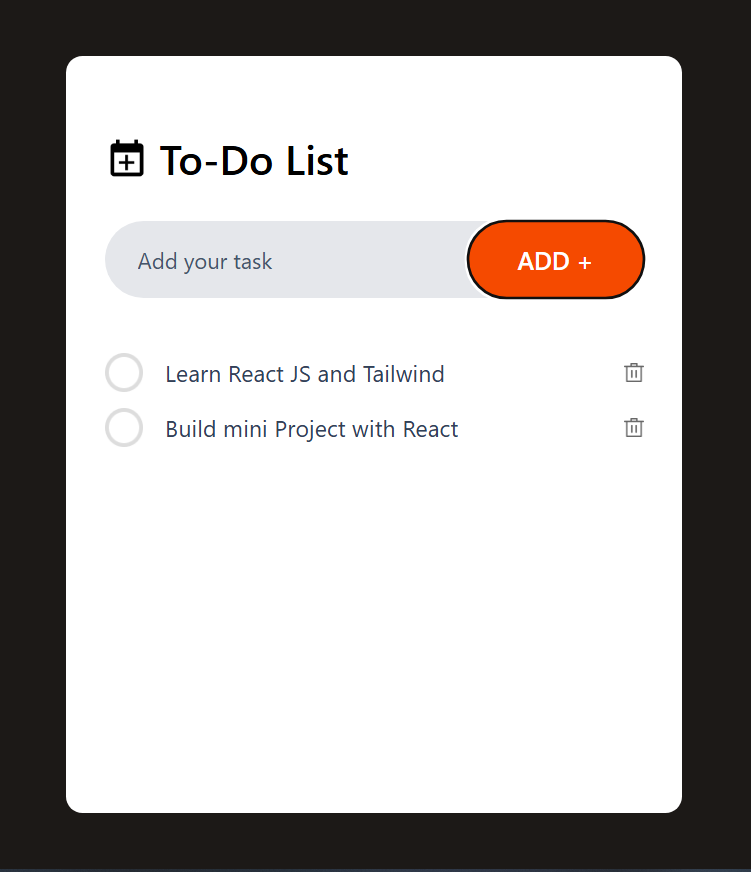 To-Do List
Add your task
ADD +
Learn React JS and Tailwind
Build mini Project with React